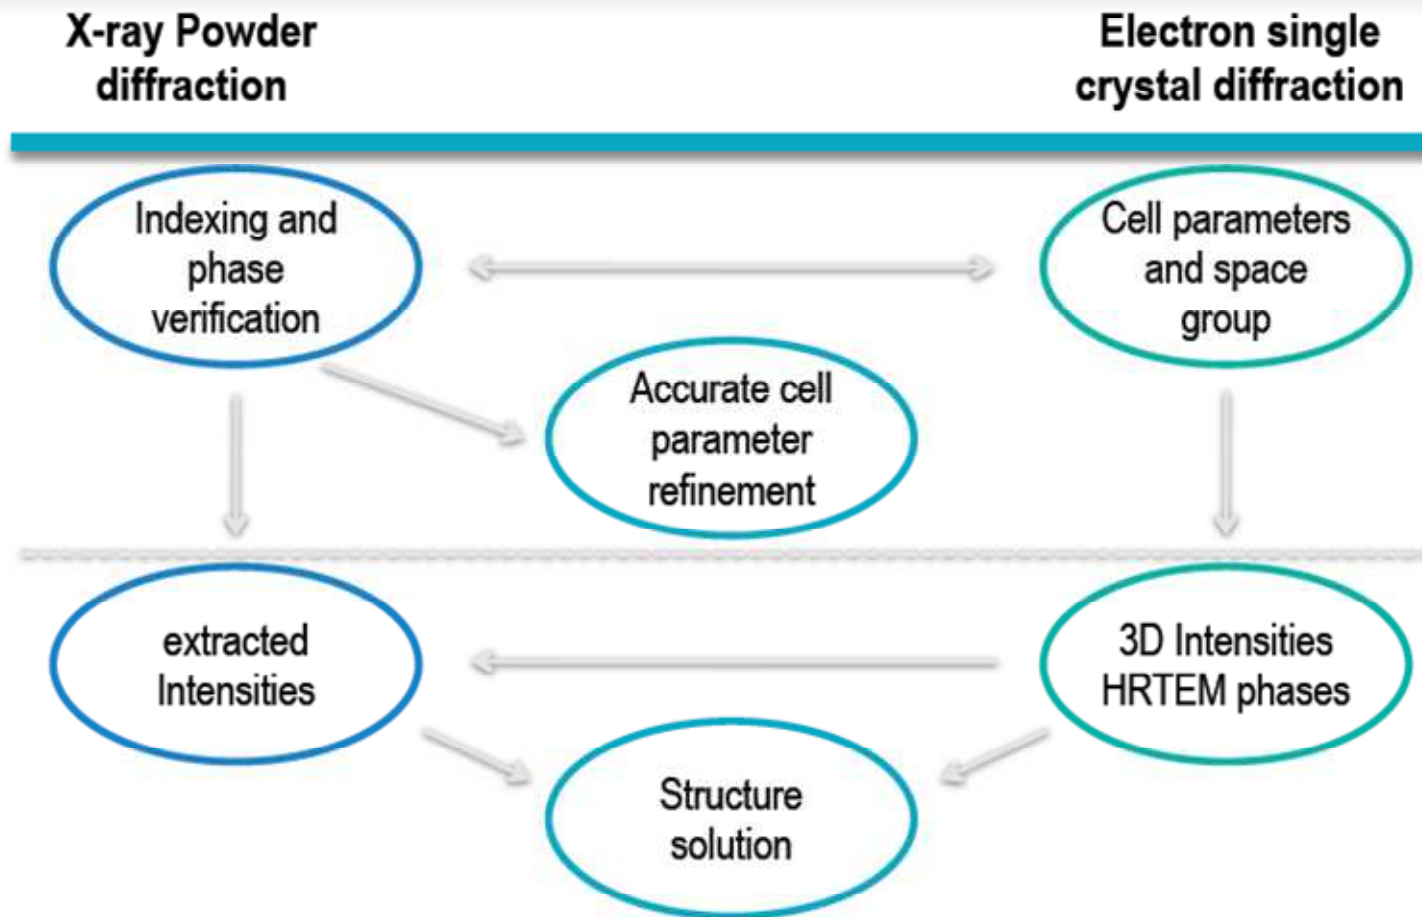 X-ray Powder
diffraction
Electron single
crystal diffraction
Indexing and
phase
verification
Cell parameters
and space
group
Accurate cell
parameter
refinement
extracted
Intensities
3D Intensities
HRTEM phases
Structure
solution